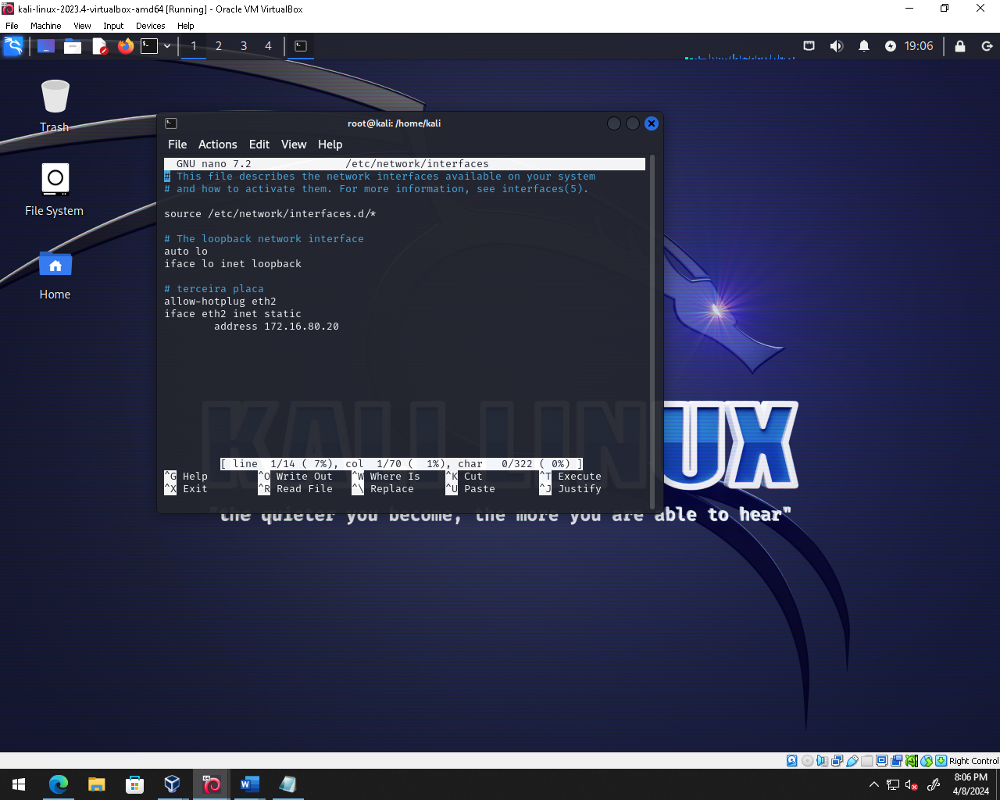 kali-linux-2023.4-virtualbox-amd64 [Running] - Oracle VM VirtualBox
File Machine View Input Devices Help
1 2 3 4 19:06
Trash
File System
Home
root@kali: /home/kali
File Actions Edit View Help
GNU nano 7.2 /etc/network/interfaces
# This file describes the network interfaces available on your system
# and how to activate them. For more information, see interfaces(5).
source /etc/network/interfaces.d/*
# The loopback network interface
auto lo
iface lo inet loopback
# terceira placa
allow-hotplug eth2
iface eth2 inet static
address 172.16.80.20
[ line 1/14 ( 7%), col 1/70 ( 1%), char 0/322 ( 0%) ]
^G Help ^O Write Out ^W Where Is ^K Cut ^T Execute
^X Exit ^R Read File ^\ Replace ^U Paste ^J Justify
KALI LINUX
"the quieter you become, the more you are able to hear"
Right Control
64
8:06 PM
4/8/2024